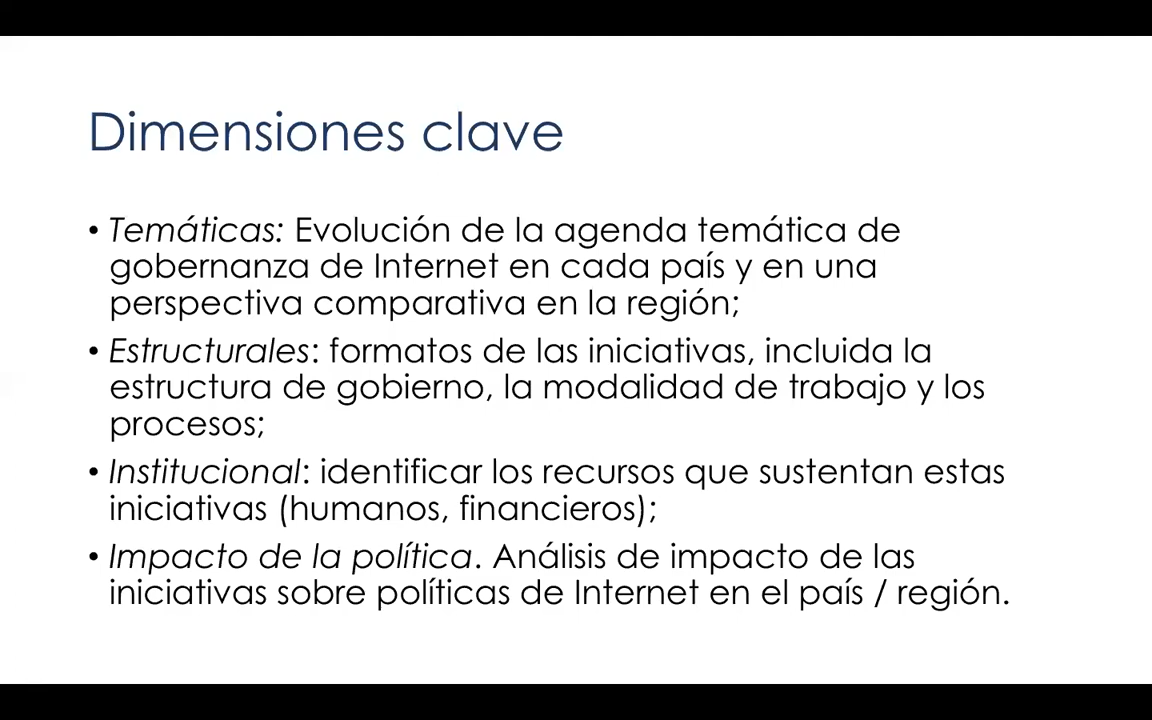 Dimensiones clave
• Temáticas: Evolución de la agenda temática de
gobernanza de Internet en cada país y en una
perspectiva comparativa en la región;
• Estructurales: formatos de las iniciativas, incluida la
estructura de gobierno, la modalidad de trabajo y los
procesos;
• Institucional: identificar los recursos que sustentan estas
iniciativas (humanos, financieros);
• Impacto de la política. Análisis de impacto de las
iniciativas sobre políticas de Internet en el país / región.